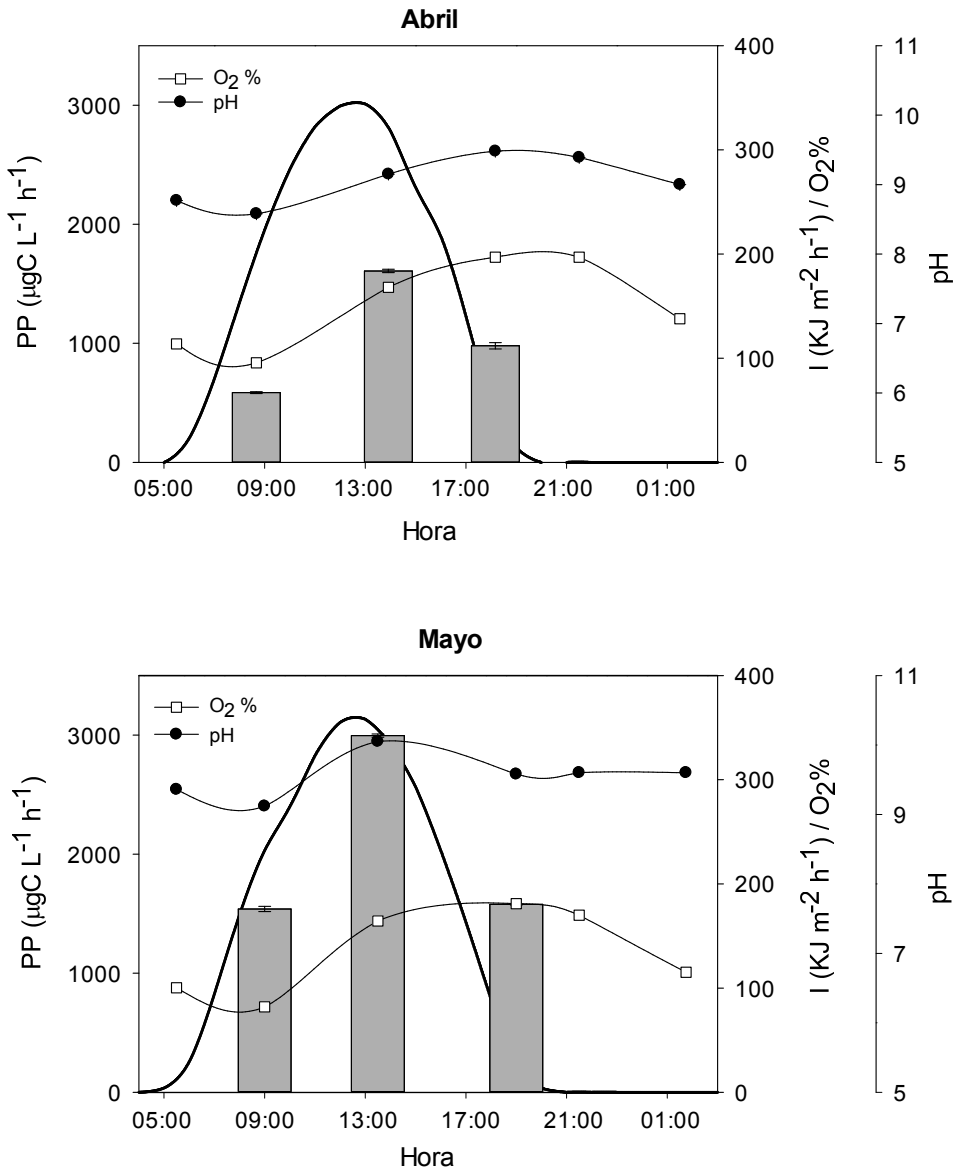 Abril
O2 %
pH
PP (µgC L-1 h-1)
3000
2000
1000
0
400
300
200
100
0
I (KJ m-2 h-1) / O2%
11
10
9
8
7
6
5
pH
05:00 09:00 13:00 17:00 21:00 01:00
Hora
Mayo
O2 %
pH
PP (µgC L-1 h-1)
3000
2000
1000
0
400
300
200
100
0
I (KJ m-2 h-1) / O2%
11
9
7
5
pH
05:00 09:00 13:00 17:00 21:00 01:00
Hora